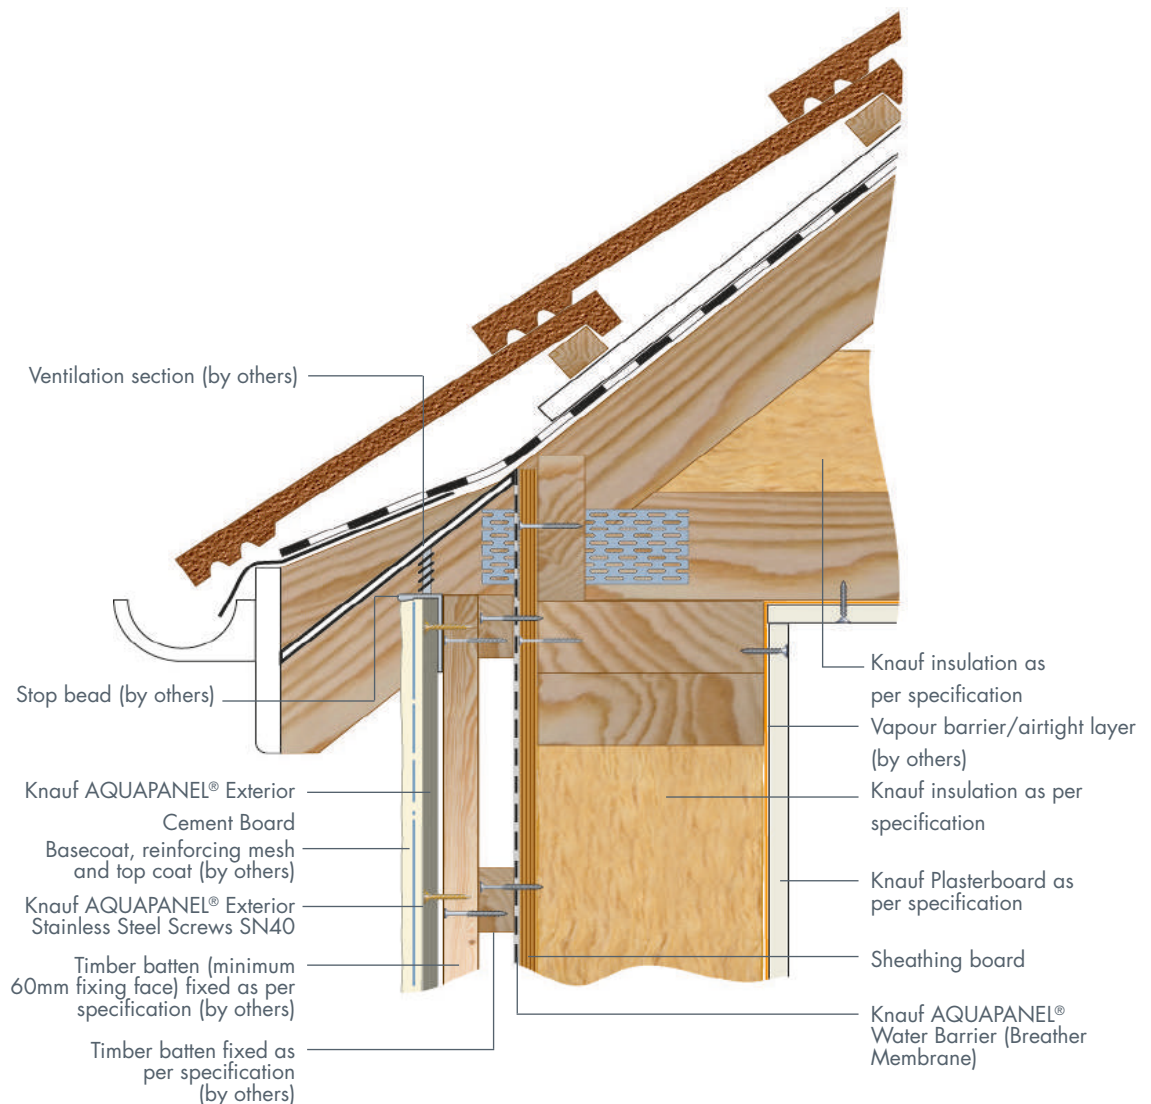 Ventilation section (by others)
Stop bead (by others)
Knauf AQUAPANEL® Exterior
Cement Board
Basecoat, reinforcing mesh
and top coat (by others)
Knauf AQUAPANEL® Exterior
Stainless Steel Screws SN40
Timber batten (minimum
60mm fixing face) fixed as per
specification (by others)
Timber batten fixed as
per specification
(by others)
Knauf insulation as
per specification
Vapour barrier/airtight layer
(by others)
Knauf insulation as per
specification
Knauf Plasterboard as
per specification
Sheathing board
Knauf AQUAPANEL®
Water Barrier (Breather
Membrane)